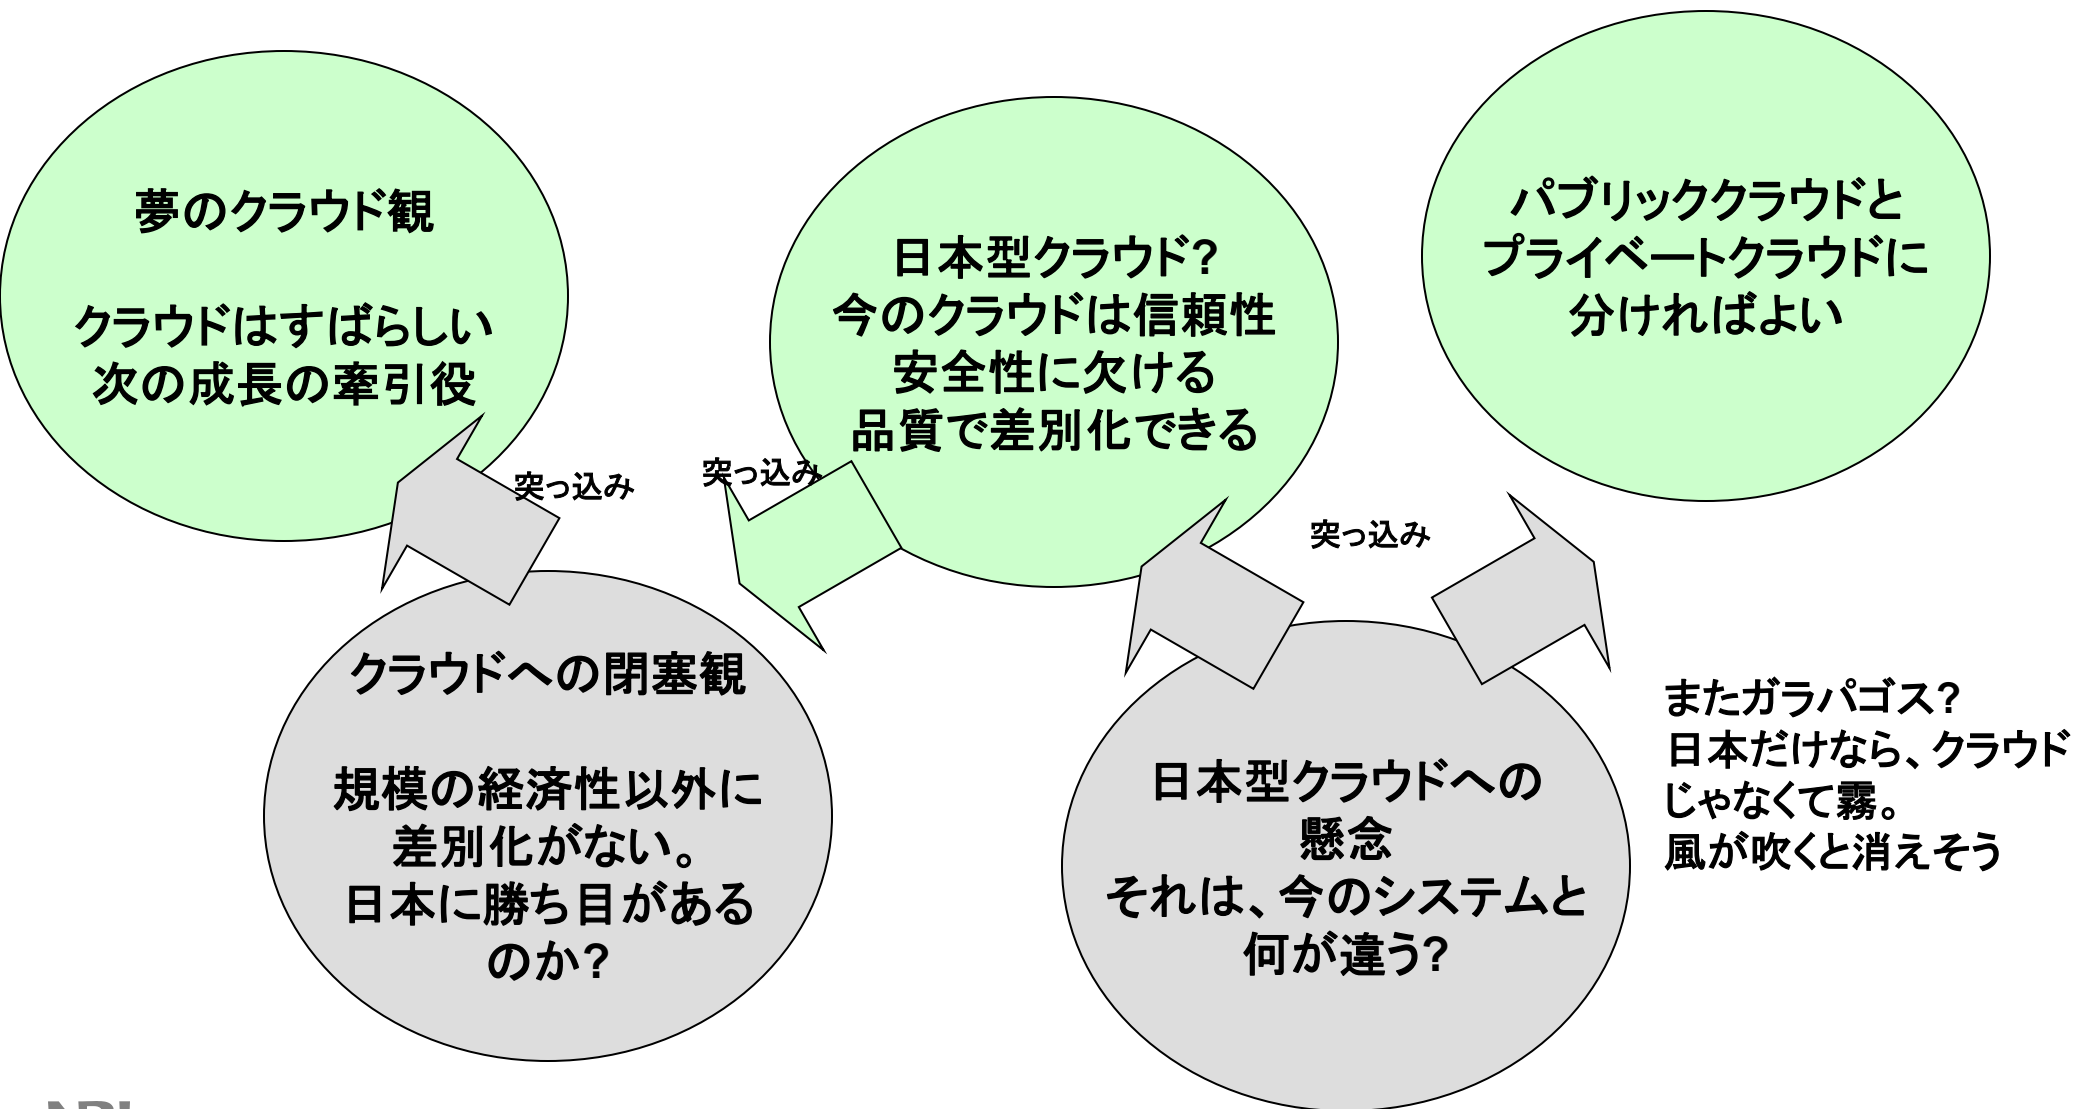 夢のクラウド観
クラウドはすばらしい
次の成長の牽引役
突っ込み
クラウドへの閉塞観
規模の経済性以外に
差別化がない。
日本に勝ち目がある
のか?
突っ込み
日本型クラウド?
今のクラウドは信頼性
安全性に欠ける
品質で差別化できる
突っ込み
日本型クラウドへの
懸念
それは、今のシステムと
何が違う?
パブリッククラウドと
プライベートクラウドに
分ければよい
またガラパゴス?
日本だけなら、クラウド
じゃなくて霧。
風が吹くと消えそう